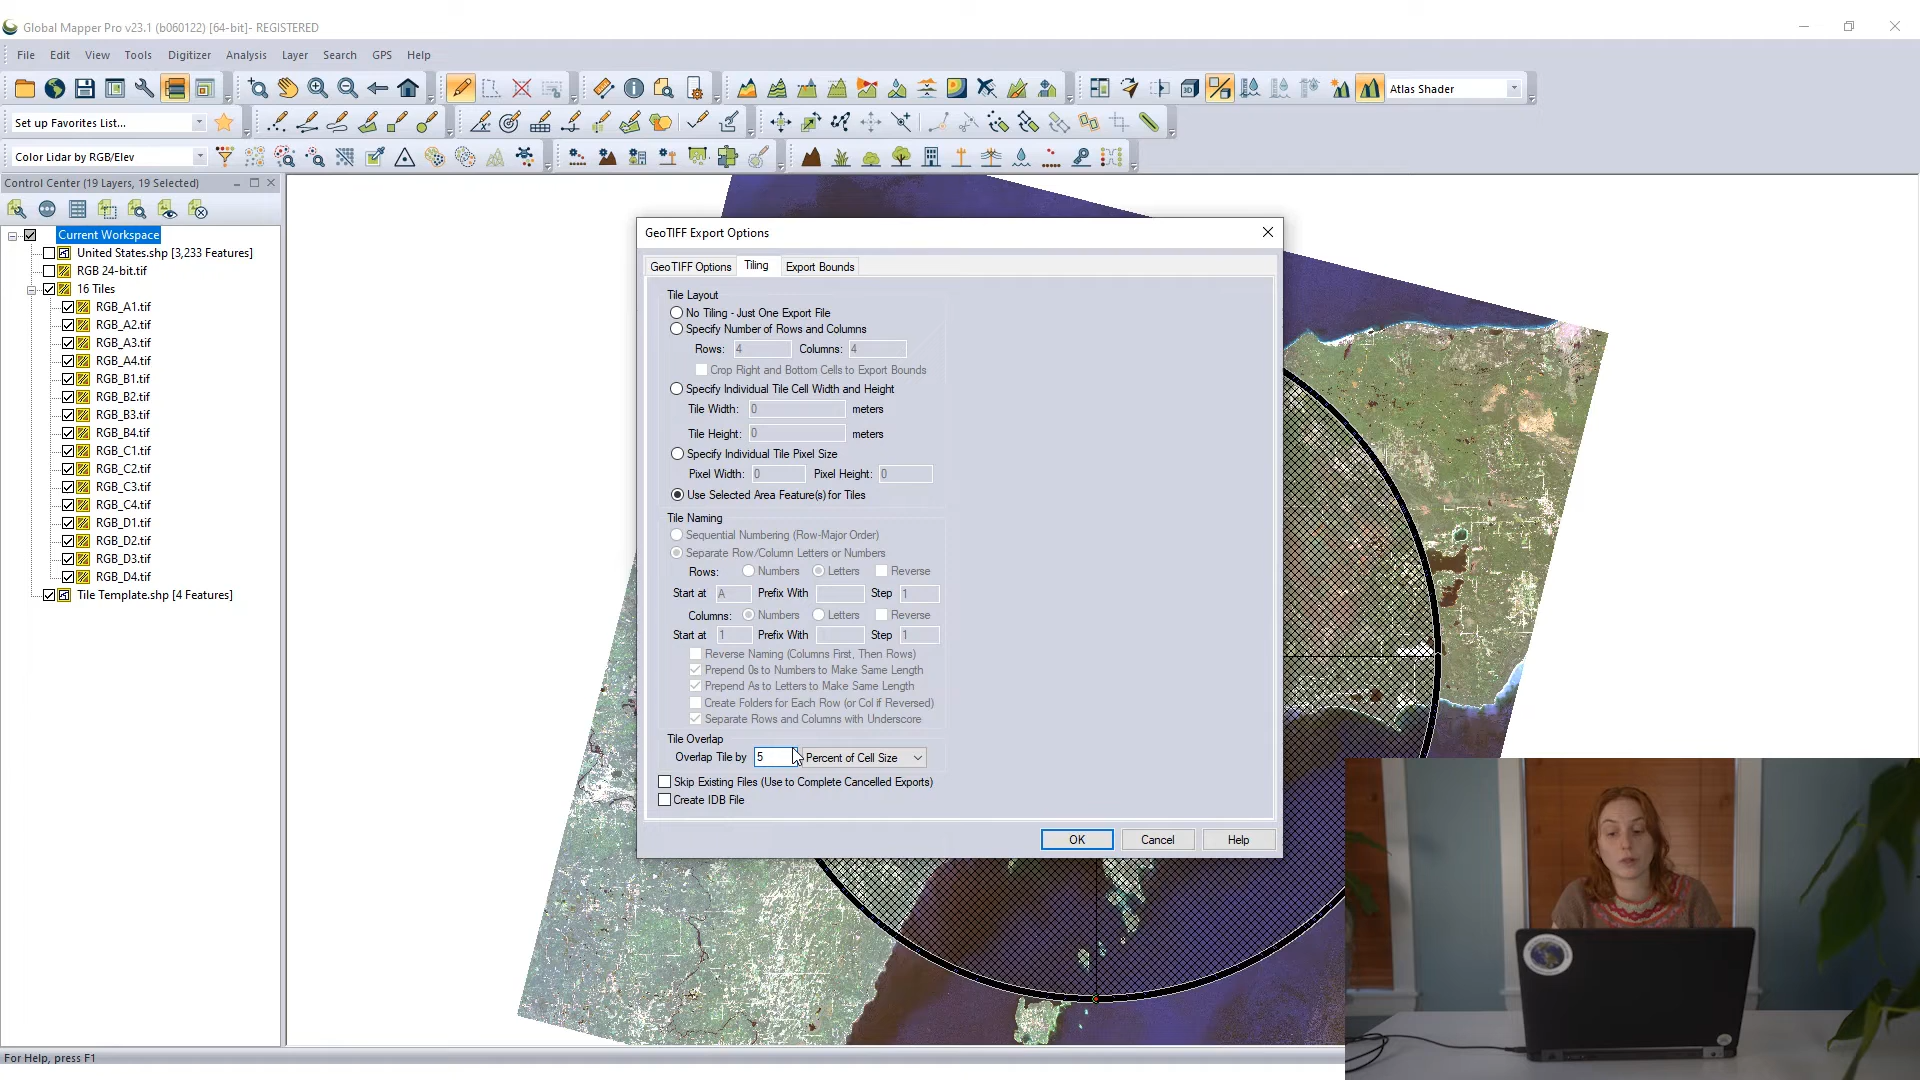 Global Mapper Pro v23.1 (b060122) [64-bit]- REGISTERED
File Edit View Tools Digitizer Analysis Layer Search GPS Help
Atlas Shader
Set up Favorites List...
Color Lidar by RGB/Elev
Control Center (19 Layers, 19 Selected)
Current Workspace
United States.shp [3,233 Features]
RGB 24-bit.tif
16 Tiles
RGB_A1.tif
RGB_A2.tif
RGB_A3.tif
RGB_A4.tif
RGB_B1.tif
RGB_B2.tif
RGB_B3.tif
RGB_B4.tif
RGB_C1.tif
RGB_C2.tif
RGB_C3.tif
RGB_C4.tif
RGB_D1.tif
RGB_D2.tif
RGB_D3.tif
RGB_D4.tif
Tile Template.shp [4 Features]
GeoTIFF Export Options
GeoTIFF Options Tiling Export Bounds
Tile Layout
No Tiling - Just One Export File
Specify Number of Rows and Columns
Rows: 4 Columns: 4
Crop Right and Bottom Cells to Export Bounds
Specify Individual Tile Cell Width and Height
Tile Width: 0 meters
Tile Height: 0 meters
Specify Individual Tile Pixel Size
Pixel Width: 0 Pixel Height: 0
Use Selected Area Feature(s) for Tiles
Tile Naming
Sequential Numbering (Row-Major Order)
Separate Row/Column Letters or Numbers
Rows: Numbers Letters Reverse
Start at A Prefix With Step 1
Columns: Numbers Letters Reverse
Start at 1 Prefix With Step 1
Reverse Naming (Columns First, Then Rows)
Prepend 0s to Numbers to Make Same Length
Prepend As to Letters to Make Same Length
Create Folders for Each Row (or Col if Reversed)
Separate Rows and Columns with Underscore
Tile Overlap
Overlap Tile by 5 Percent of Cell Size
Skip Existing Files (Use to Complete Cancelled Exports)
Create IDB File
OK Cancel Help
For Help, press F1